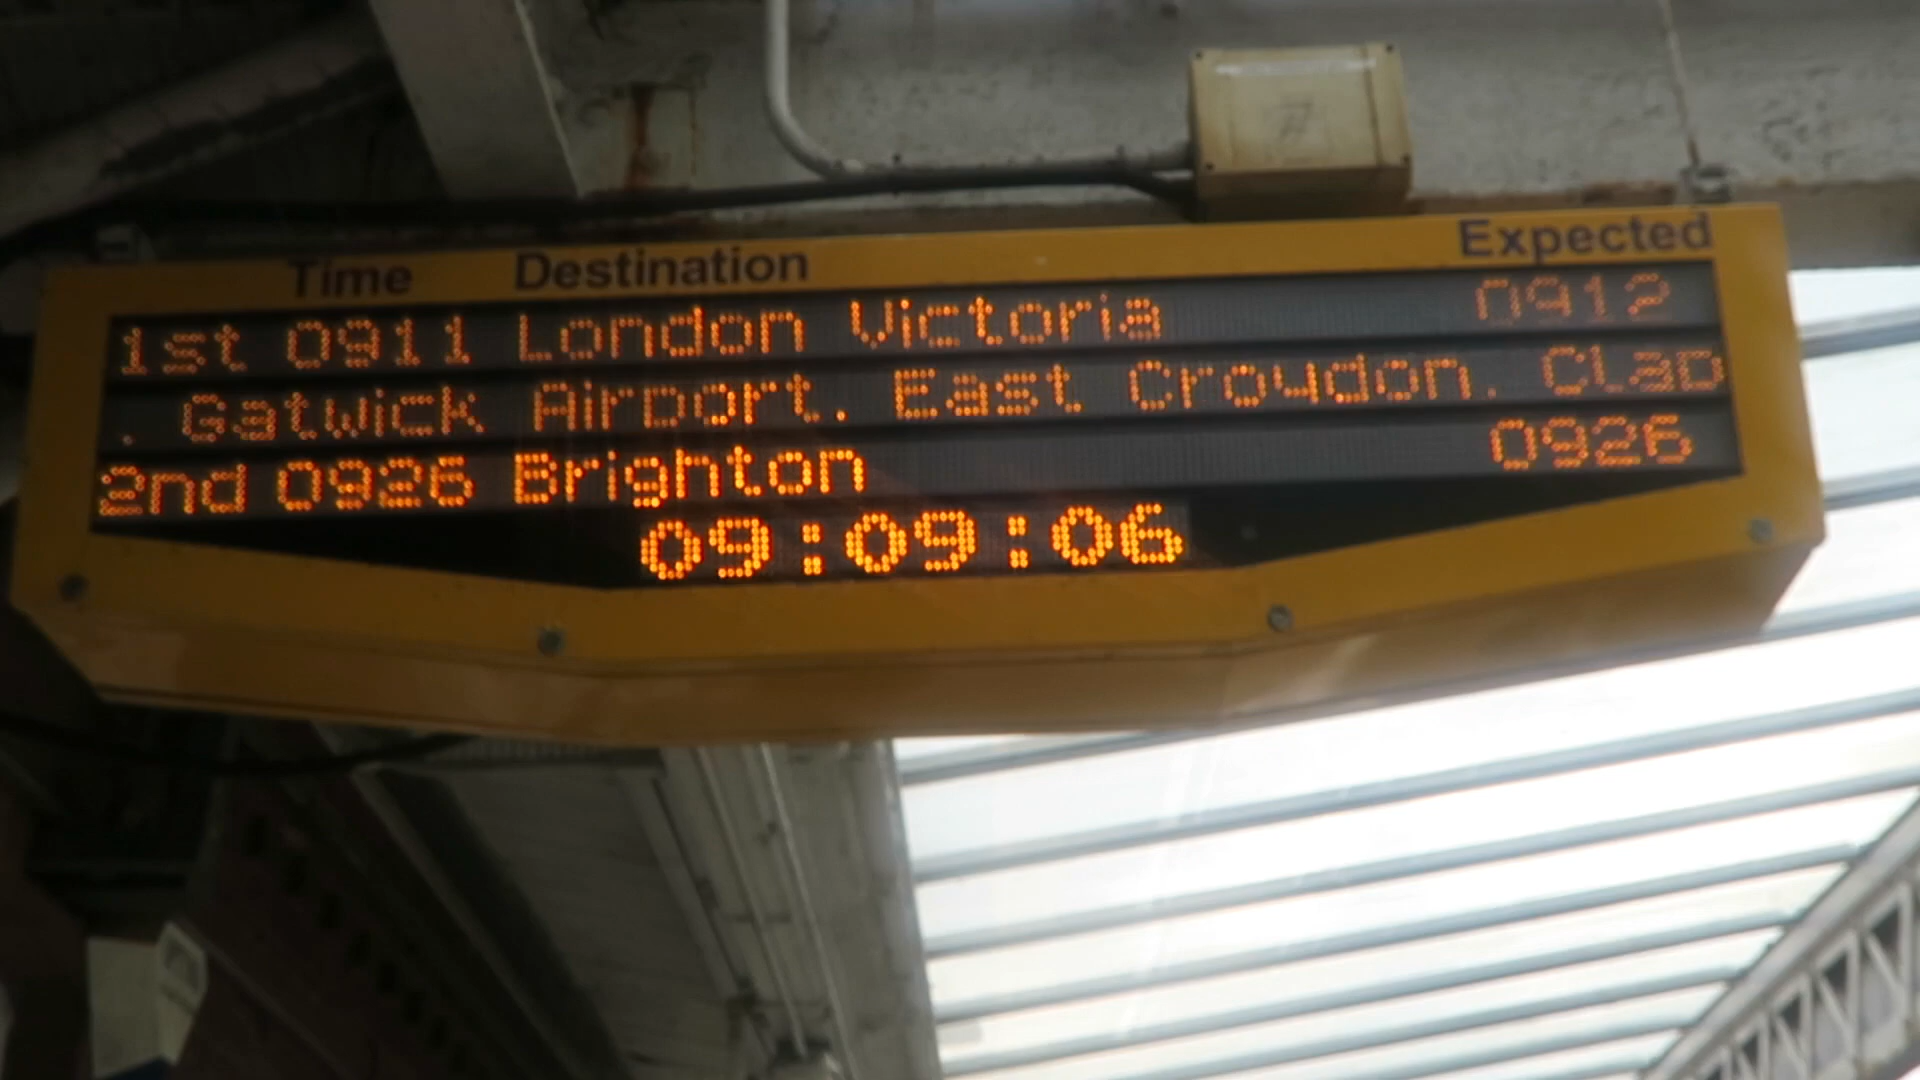 Time Destination Expected
1st 0911 London Victoria 0912
. Gatwick Airport. East Croydon. Clap
2nd 0926 Brighton 0926
09:09:06